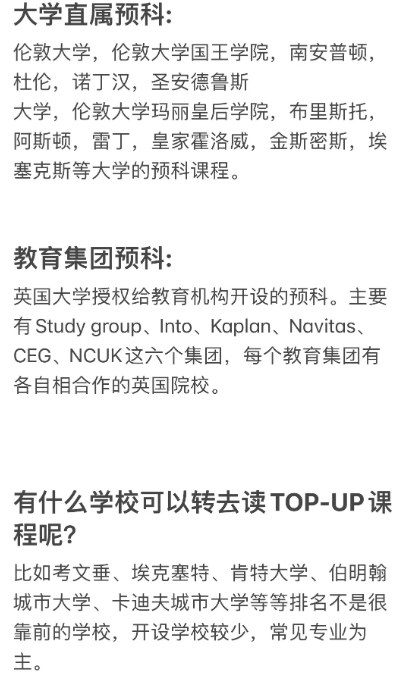 大学直属预科:
伦敦大学，伦敦大学国王学院，南安普顿，
杜伦，诺丁汉，圣安德鲁斯
大学，伦敦大学玛丽皇后学院，布里斯托，
阿斯顿，雷丁，皇家霍洛威，金斯密斯，埃
塞克斯等大学的预科课程。
教育集团预科:
英国大学授权给教育机构开设的预科。主要
有Study group、Into、Kaplan、Navitas、
CEG、NCUK这六个集团，每个教育集团有
各自相合作的英国院校。
有什么学校可以转去读TOP-UP课
程呢?
比如考文垂、埃克塞特、肯特大学、伯明翰
城市大学、卡迪夫城市大学等等排名不是很
靠前的学校，开设学校较少，常见专业为
主。